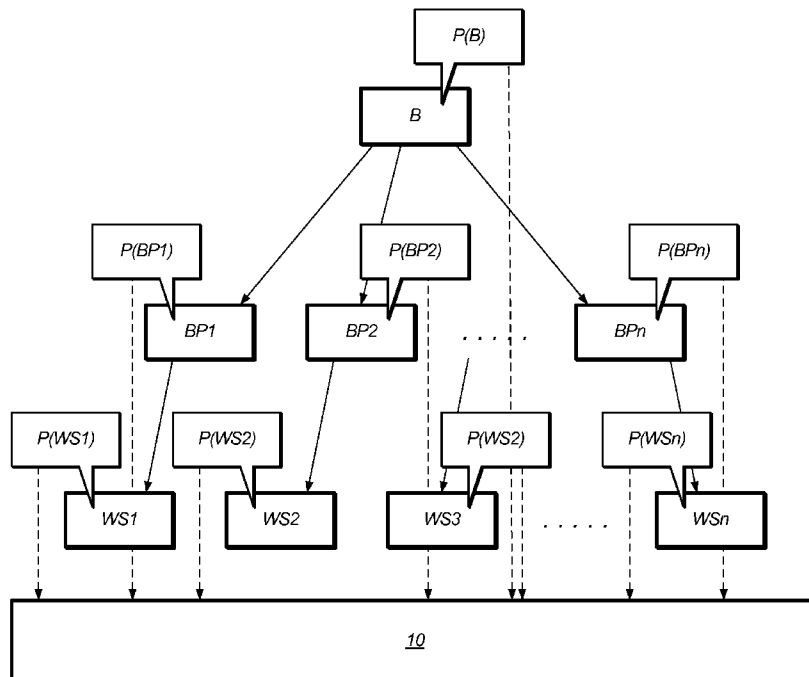 P(B)
B
P(BP1)
P(BP2)
P(BPn)
BP1
BP2
. . . . .
BPn
P(WS1)
P(WS2)
P(WS2)
P(WSn)
WS1
WS2
WS3
. . . . .
WSn
10